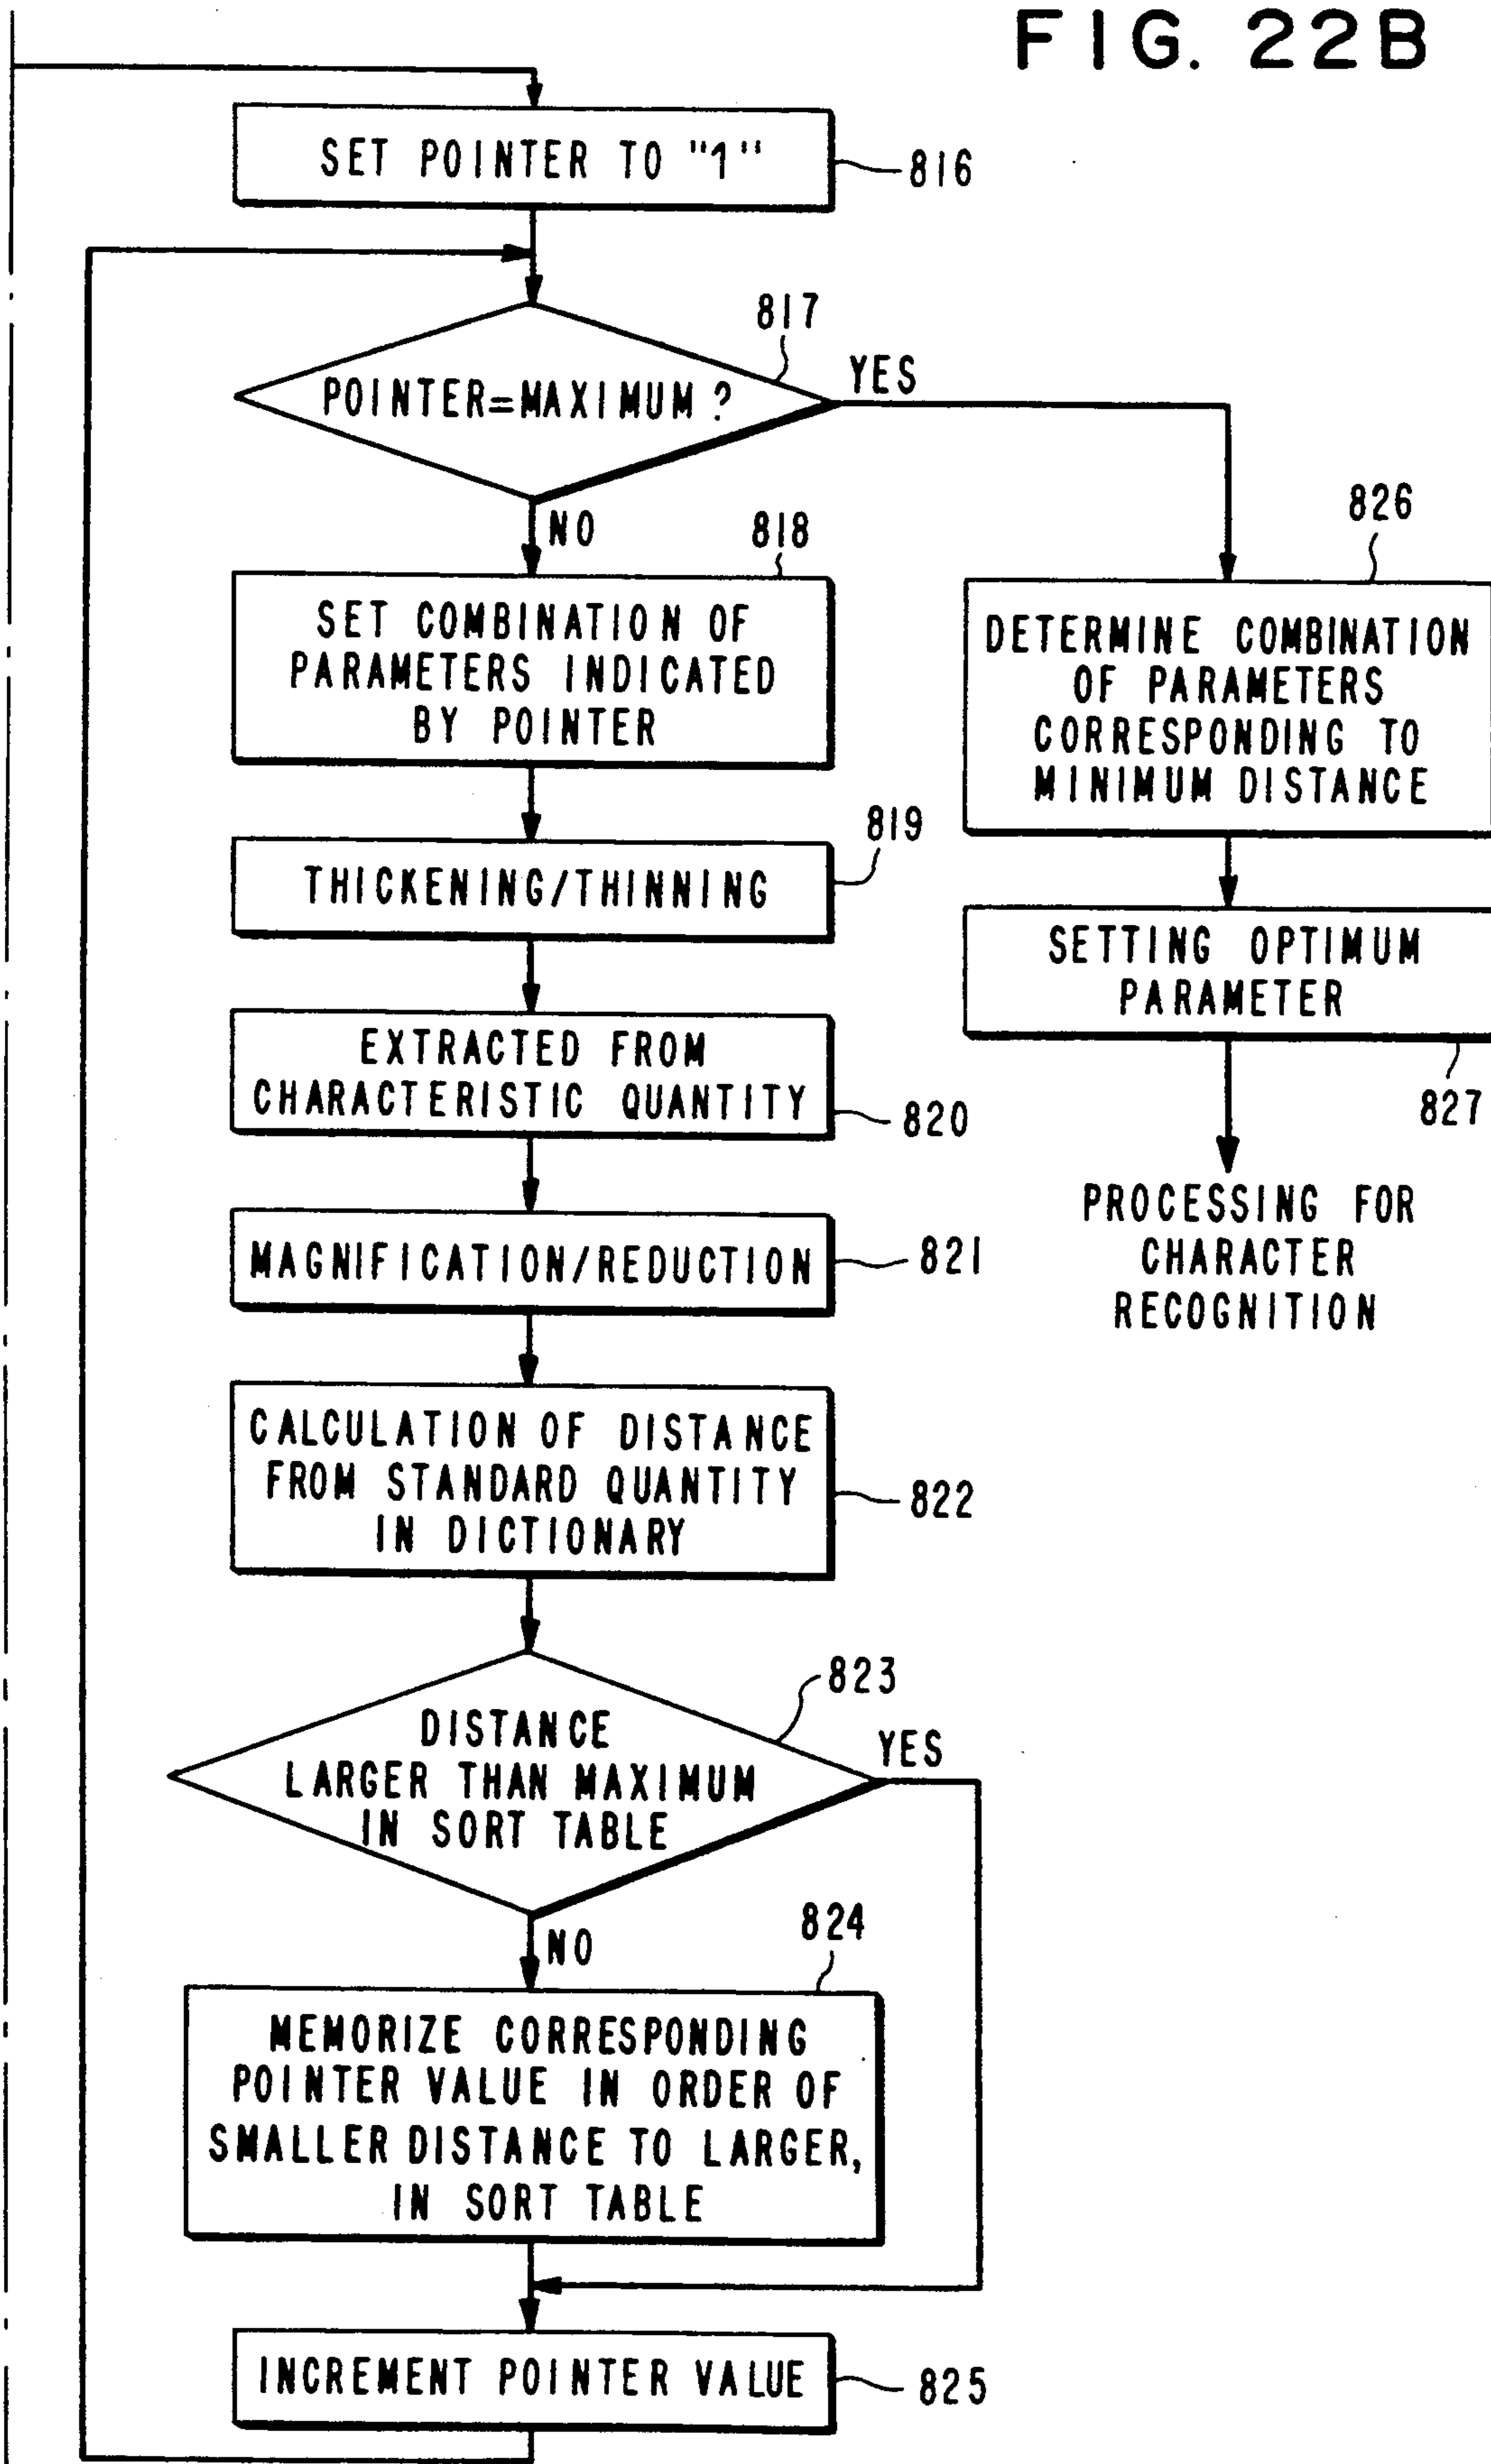 FIG. 22B
SET POINTER TO "1"
816
817
POINTER=MAXIMUM?
YES
NO
818
SET COMBINATION OF
PARAMETERS INDICATED
BY POINTER
819
THICKENING/THINNING
EXTRACTED FROM
CHARACTERISTIC QUANTITY
820
MAGNIFICATION/REDUCTION
821
CALCULATION OF DISTANCE
FROM STANDARD QUANTITY
IN DICTIONARY
822
823
DISTANCE
LARGER THAN MAXIMUM
IN SORT TABLE
YES
NO
824
MEMORIZE CORRESPONDING
POINTER VALUE IN ORDER OF
SMALLER DISTANCE TO LARGER,
IN SORT TABLE
INCREMENT POINTER VALUE
825
826
DETERMINE COMBINATION
OF PARAMETERS
CORRESPONDING TO
MINIMUM DISTANCE
SETTING OPTIMUM
PARAMETER
827
PROCESSING FOR
CHARACTER
RECOGNITION